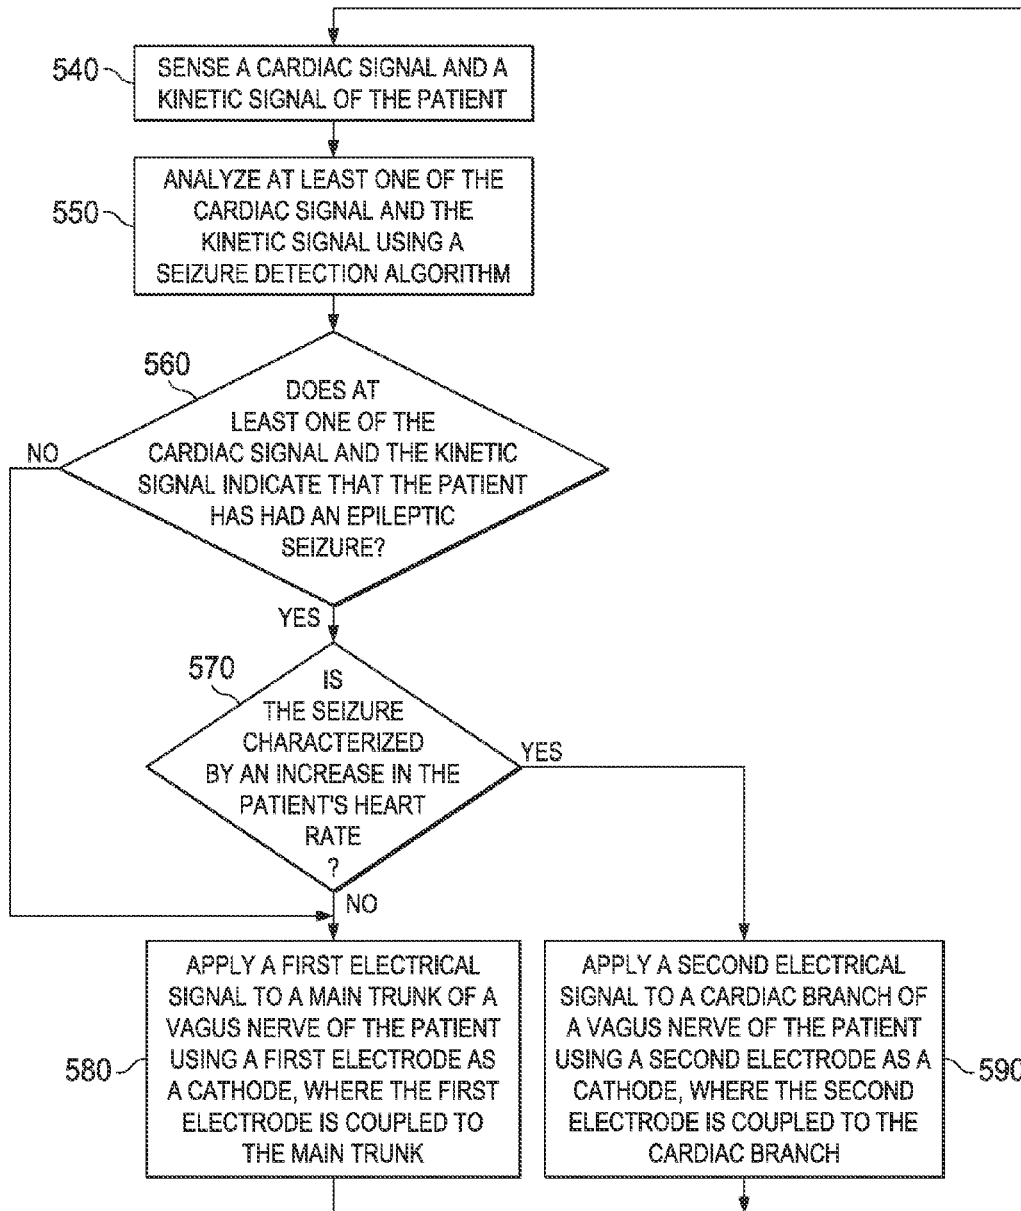 540
SENSE A CARDIAC SIGNAL AND A
KINETIC SIGNAL OF THE PATIENT
550
ANALYZE AT LEAST ONE OF THE
CARDIAC SIGNAL AND THE
KINETIC SIGNAL USING A
SEIZURE DETECTION ALGORITHM
560
DOES AT
LEAST ONE OF THE
CARDIAC SIGNAL AND THE KINETIC
SIGNAL INDICATE THAT THE PATIENT
HAS HAD AN EPILEPTIC
SEIZURE?
NO
YES
570
IS
THE SEIZURE
CHARACTERIZED
BY AN INCREASE IN THE
PATIENT'S HEART
RATE
?
YES
NO
580
APPLY A FIRST ELECTRICAL
SIGNAL TO A MAIN TRUNK OF A
VAGUS NERVE OF THE PATIENT
USING A FIRST ELECTRODE AS
A CATHODE, WHERE THE FIRST
ELECTRODE IS COUPLED TO
THE MAIN TRUNK
APPLY A SECOND ELECTRICAL
SIGNAL TO A CARDIAC BRANCH OF
A VAGUS NERVE OF THE PATIENT
USING A SECOND ELECTRODE AS A
CATHODE, WHERE THE SECOND
ELECTRODE IS COUPLED TO THE
CARDIAC BRANCH
590